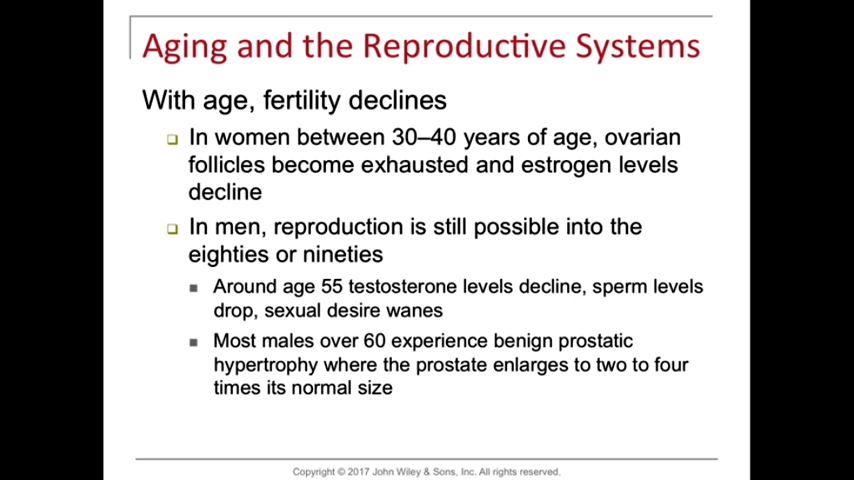 Aging and the Reproductive Systems
With age, fertility declines
In women between 30–40 years of age, ovarian
follicles become exhausted and estrogen levels
decline
In men, reproduction is still possible into the
eighties or nineties
Around age 55 testosterone levels decline, sperm levels
drop, sexual desire wanes
Most males over 60 experience benign prostatic
hypertrophy where the prostate enlarges to two to four
times its normal size
Copyright © 2017 John Wiley & Sons, Inc. All rights reserved.